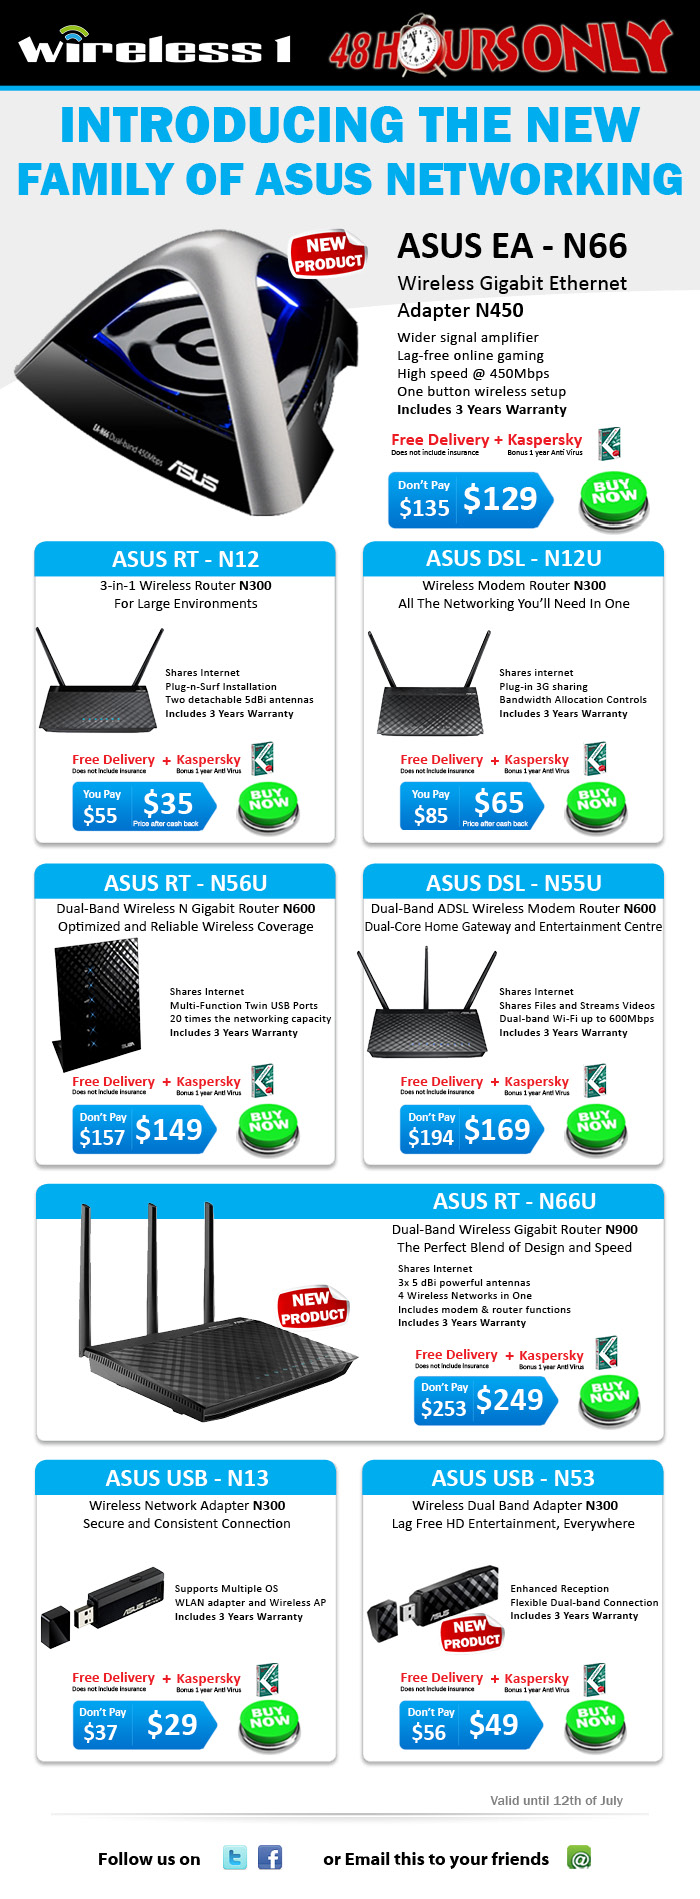 wireless 1
48 HOURS ONLY
INTRODUCING THE NEW
FAMILY OF ASUS NETWORKING
NEW
PRODUCT
EA-N66 Dual-band 450Mbps
ASUS
ASUS EA - N66
Wireless Gigabit Ethernet
Adapter N450
Wider signal amplifier
Lag-free online gaming
High speed @ 450Mbps
One button wireless setup
Includes 3 Years Warranty
Free Delivery + Kaspersky
Does not include insurance Bonus 1 year Anti Virus
Don't Pay
$135 $129
BUY
NOW
ASUS RT - N12
3-in-1 Wireless Router N300
For Large Environments
Shares Internet
Plug-n-Surf Installation
Two detachable 5dBi antennas
Includes 3 Years Warranty
Free Delivery + Kaspersky
Does not include insurance Bonus 1 year Anti Virus
You Pay
$55 $35
Price after cash back
BUY
NOW
ASUS DSL - N12U
Wireless Modem Router N300
All The Networking You'll Need In One
Shares internet
Plug-in 3G sharing
Bandwidth Allocation Controls
Includes 3 Years Warranty
Free Delivery + Kaspersky
Does not include insurance Bonus 1 year Anti Virus
You Pay
$85 $65
Price after cash back
BUY
NOW
ASUS RT - N56U
Dual-Band Wireless N Gigabit Router N600
Optimized and Reliable Wireless Coverage
Shares Internet
Multi-Function Twin USB Ports
20 times the networking capacity
Includes 3 Years Warranty
Free Delivery + Kaspersky
Does not include insurance Bonus 1 year Anti Virus
Don't Pay
$157 $149
BUY
NOW
ASUS DSL - N55U
Dual-Band ADSL Wireless Modem Router N600
Dual-Core Home Gateway and Entertainment Centre
Shares Internet
Shares Files and Streams Videos
Dual-band Wi-Fi up to 600Mbps
Includes 3 Years Warranty
Free Delivery + Kaspersky
Does not include insurance Bonus 1 year Anti Virus
Don't Pay
$194 $169
BUY
NOW
ASUS RT - N66U
Dual-Band Wireless Gigabit Router N900
The Perfect Blend of Design and Speed
NEW
PRODUCT
Shares Internet
3x 5 dBi powerful antennas
4 Wireless Networks in One
Includes modem & router functions
Includes 3 Years Warranty
Free Delivery + Kaspersky
Does not include insurance Bonus 1 year Anti Virus
Don't Pay
$253 $249
BUY
NOW
ASUS USB - N13
Wireless Network Adapter N300
Secure and Consistent Connection
ASUS
Supports Multiple OS
WLAN adapter and Wireless AP
Includes 3 Years Warranty
Free Delivery + Kaspersky
Does not include insurance Bonus 1 year Anti Virus
Don't Pay
$37 $29
BUY
NOW
ASUS USB - N53
Wireless Dual Band Adapter N300
Lag Free HD Entertainment, Everywhere
ASUS
NEW
PRODUCT
Enhanced Reception
Flexible Dual-band Connection
Includes 3 Years Warranty
Free Delivery + Kaspersky
Does not include insurance Bonus 1 year Anti Virus
Don't Pay
$56 $49
BUY
NOW
Valid until 12th of July
Follow us on or Email this to your friends